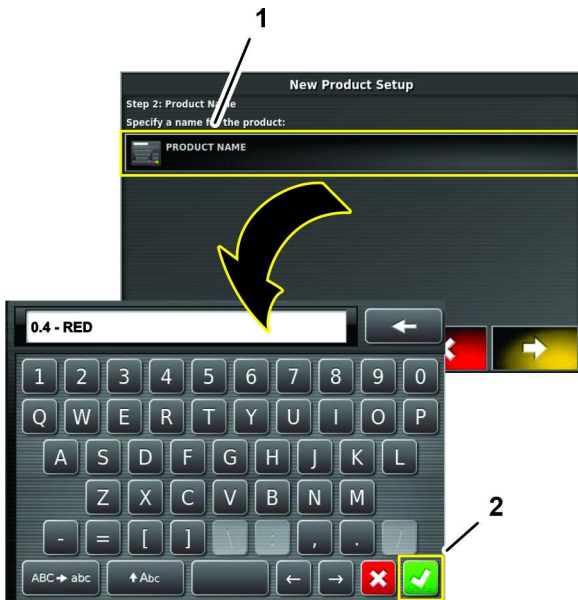 1
New Product Setup
Step 2: Product Name
Specify a name for the product:
PRODUCT NAME
0.4 - RED
1 2 3 4 5 6 7 8 9 0
Q W E R T Y U I O P
A S D F G H J K L
Z X C V B N M
2
- = [ ] \ : , . /
ABC → abc
↑ Abc
← →